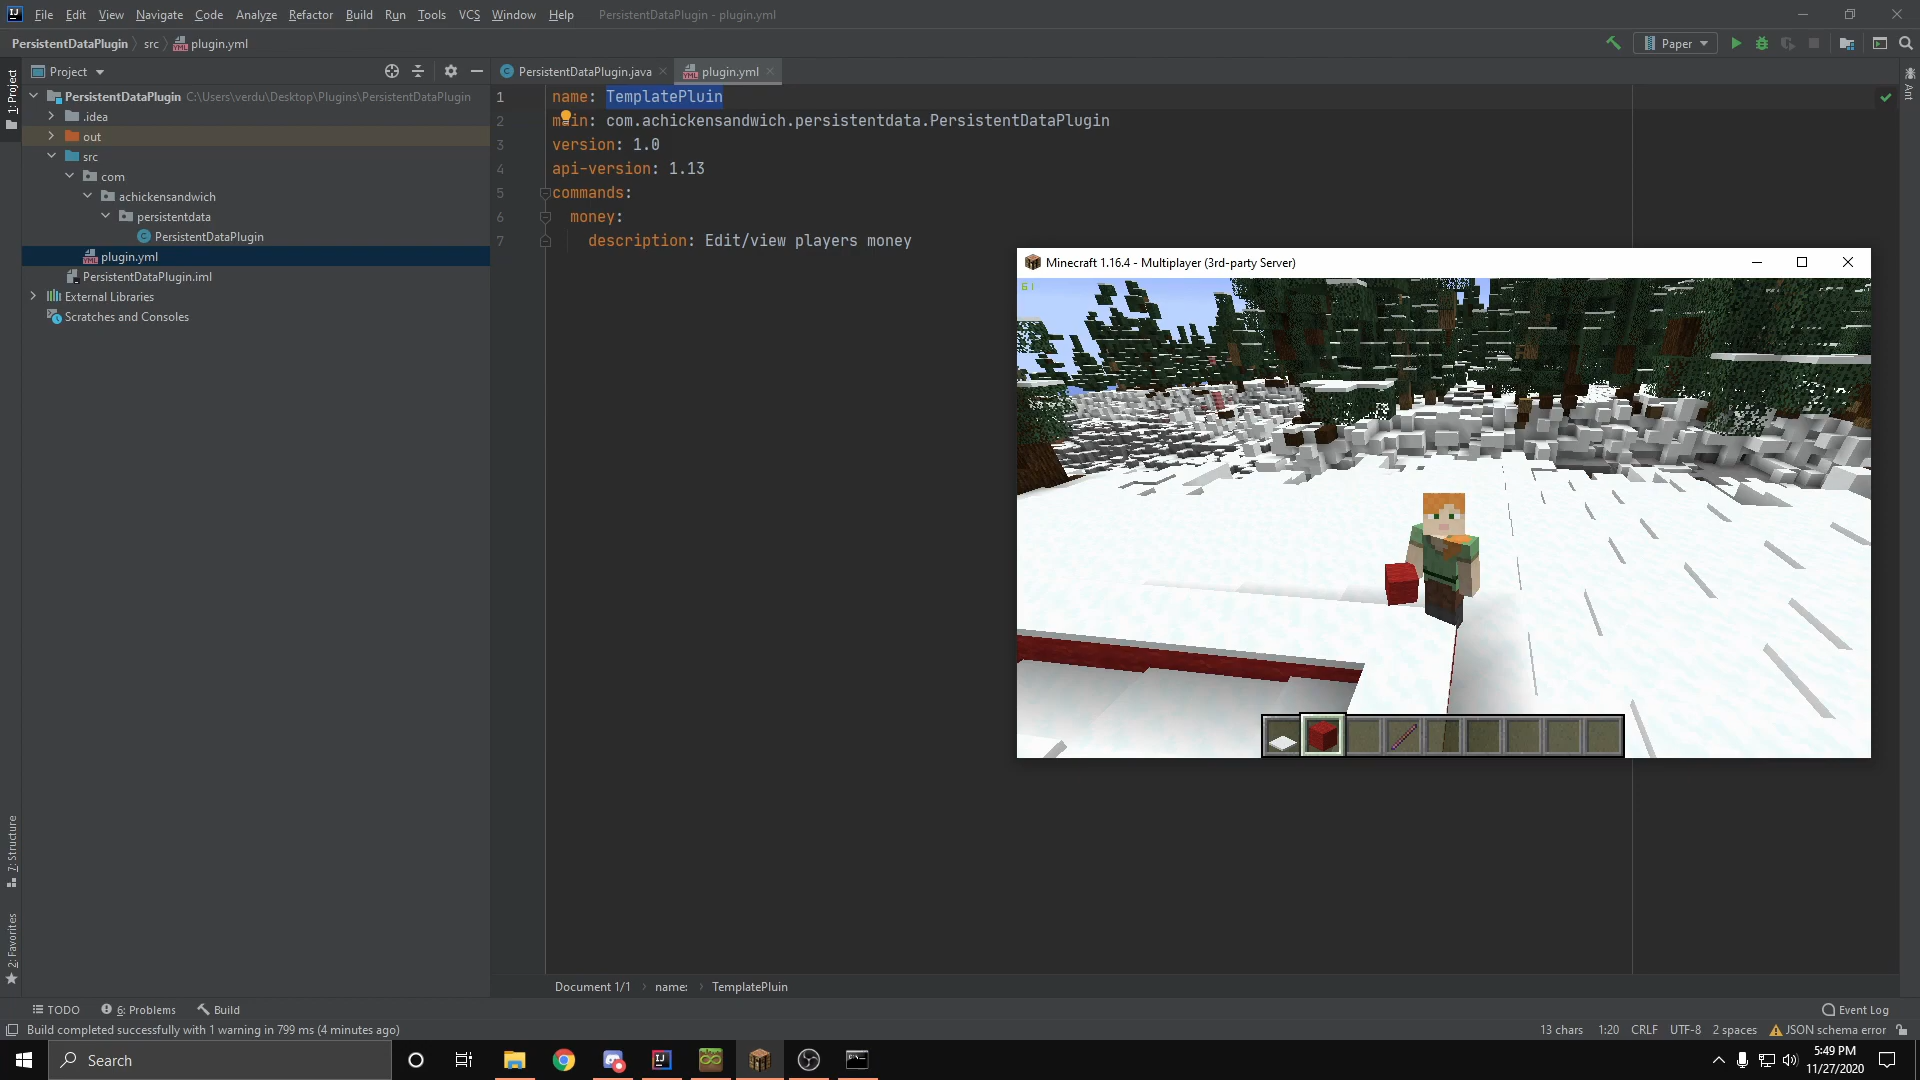 File Edit View Navigate Code Analyze Refactor Build Run Tools VCS Window Help PersistentDataPlugin - plugin.yml
PersistentDataPlugin src plugin.yml
Paper
Project
PersistentDataPlugin.java plugin.yml
1: Project
PersistentDataPlugin C:\Users\verdu\Desktop\Plugins\PersistentDataPlugin
.idea
out
src
com
achickensandwich
persistentdata
PersistentDataPlugin
plugin.yml
PersistentDataPlugin.iml
External Libraries
Scratches and Consoles
1 name: TemplatePluin
2 main: com.achickensandwich.persistentdata.PersistentDataPlugin
3 version: 1.0
4 api-version: 1.13
5 commands:
6 money:
7 description: Edit/view players money
Ant
Minecraft 1.16.4 - Multiplayer (3rd-party Server)
61
7: Structure
2: Favorites
Document 1/1 name: TemplatePluin
TODO 6: Problems Build Event Log
Build completed successfully with 1 warning in 799 ms (4 minutes ago) 13 chars 1:20 CRLF UTF-8 2 spaces JSON schema error
Search
5:49 PM
11/27/2020